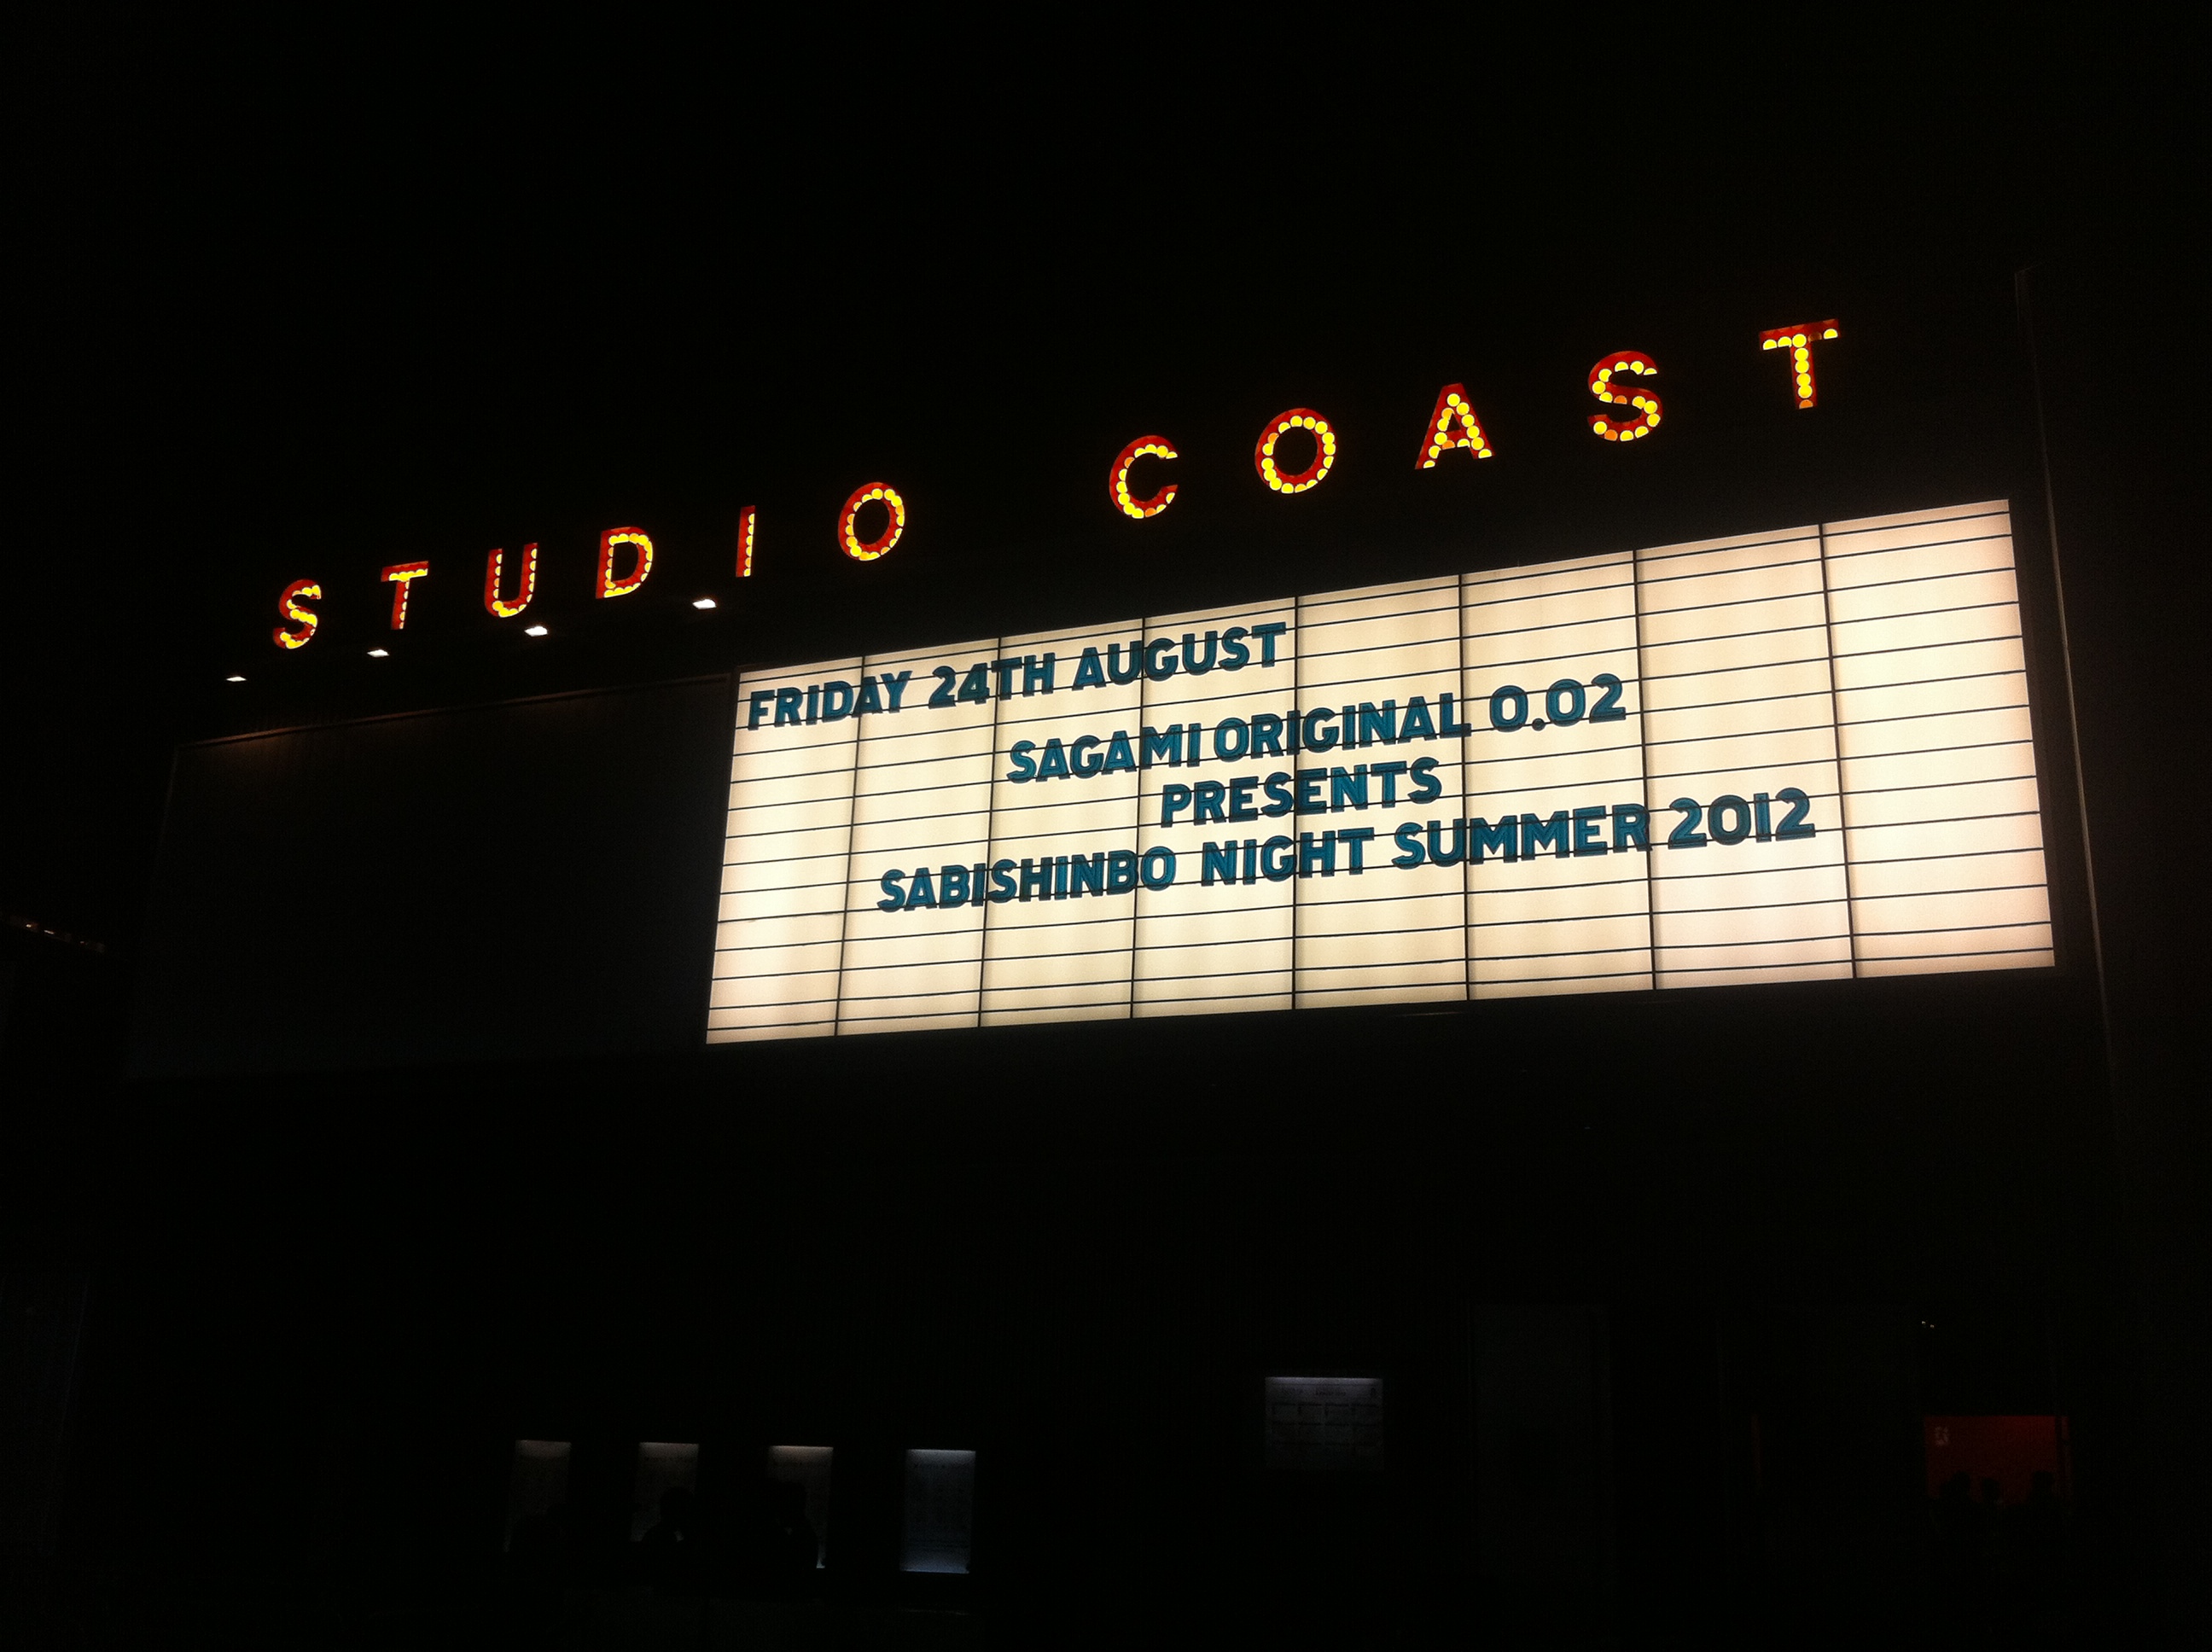 STUDIO COAST
FRIDAY 24TH AUGUST
SAGAMI ORIGINAL 0.02
PRESENTS
SABISHINBO NIGHT SUMMER 2012